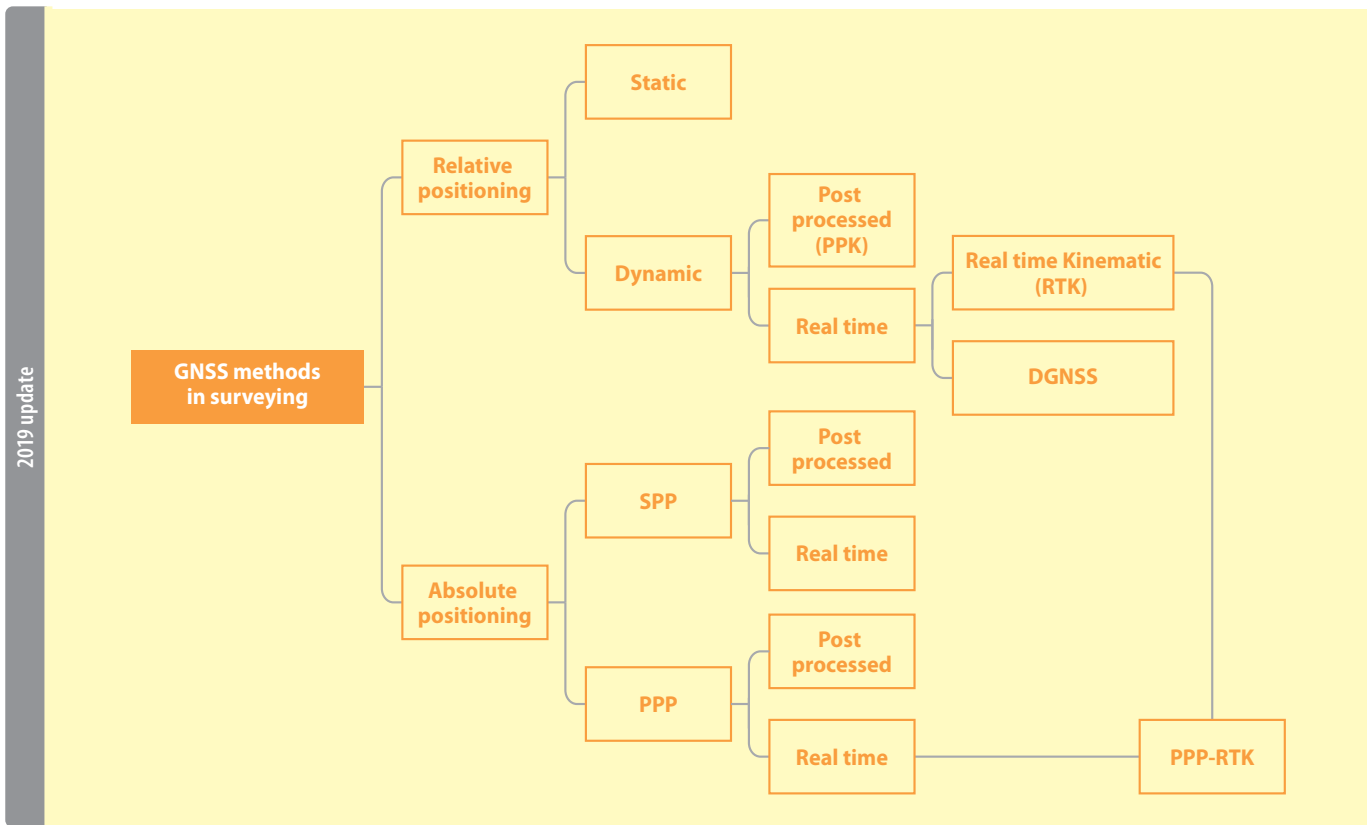 2019 update
GNSS methods
in surveying
Relative
positioning
Static
Dynamic
Post
processed
(PPK)
Real time
Real time Kinematic
(RTK)
DGNSS
Absolute
positioning
SPP
Post
processed
Real time
PPP
Post
processed
Real time
PPP-RTK